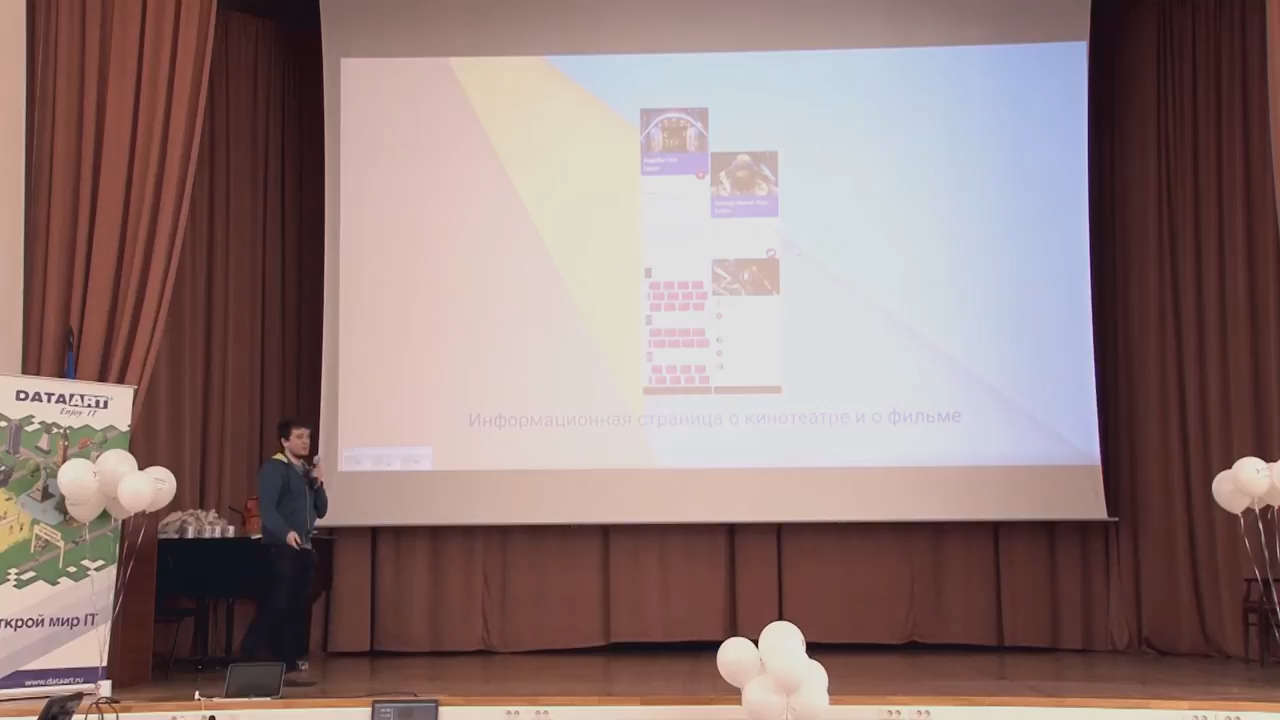 Информационная страница о кинотеатре и о фильме
DATAART
Enjoy IT
ткрой мир IT
www.dataart.ru